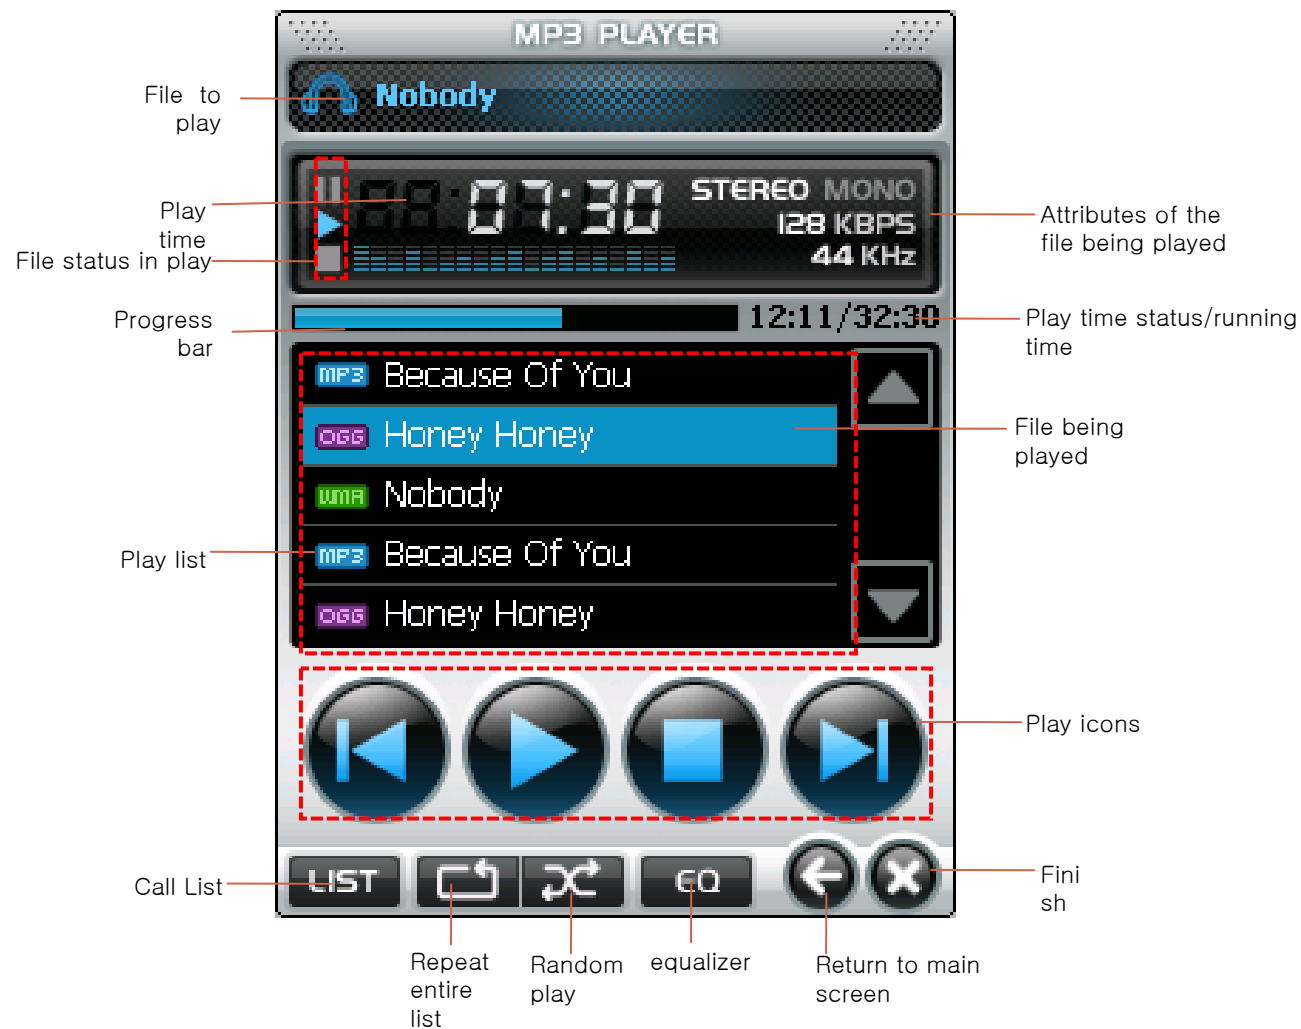 MP3 PLAYER
Nobody
File to
play
STEREO MONO
07:30
128 KBPS
44 KHz
Play
time
File status in play
Attributes of the
file being played
Progress
bar
12:11/32:30
Play time status/running
time
MP3 Because Of You
OGG Honey Honey
File being
played
WMA Nobody
Play list
MP3 Because Of You
OGG Honey Honey
Play icons
Call List
LIST
EQ
Fini
sh
Repeat
entire
list
Random
play
equalizer
Return to main
screen